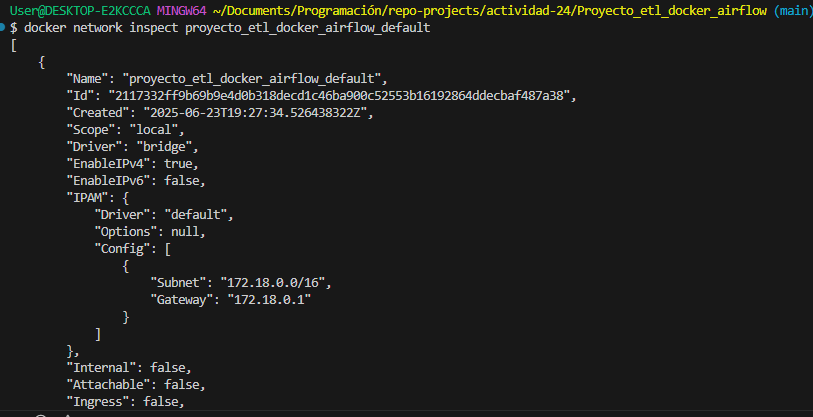 User@DESKTOP-E2KCCCA MINGW64 ~/Documents/Programación/repo-projects/actividad-24/Proyecto_etl_docker_airflow (main)
$ docker network inspect proyecto_etl_docker_airflow_default
[
    {
        "Name": "proyecto_etl_docker_airflow_default",
        "Id": "2117332ff9b69b9e4d0b318decd1c46ba900c52553b16192864ddecbaf487a38",
        "Created": "2025-06-23T19:27:34.526438322Z",
        "Scope": "local",
        "Driver": "bridge",
        "EnableIPv4": true,
        "EnableIPv6": false,
        "IPAM": {
            "Driver": "default",
            "Options": null,
            "Config": [
                {
                    "Subnet": "172.18.0.0/16",
                    "Gateway": "172.18.0.1"
                }
            ]
        },
        "Internal": false,
        "Attachable": false,
        "Ingress": false,